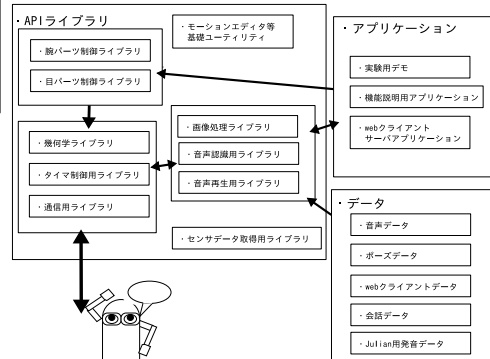 ・APIライブラリ
・モーションエディタ等
基礎ユーティリティ
・腕パーツ制御ライブラリ
・目パーツ制御ライブラリ
・幾何学ライブラリ
・タイマ制御用ライブラリ
・通信用ライブラリ
・画像処理ライブラリ
・音声認識用ライブラリ
・音声再生用ライブラリ
・センサデータ取得用ライブラリ
・アプリケーション
・実験用デモ
・機能説明用アプリケーション
・webクライアント
サーバアプリケーション
・データ
・音声データ
・ポーズデータ
・webクライアントデータ
・会話データ
・Julian用発音データ